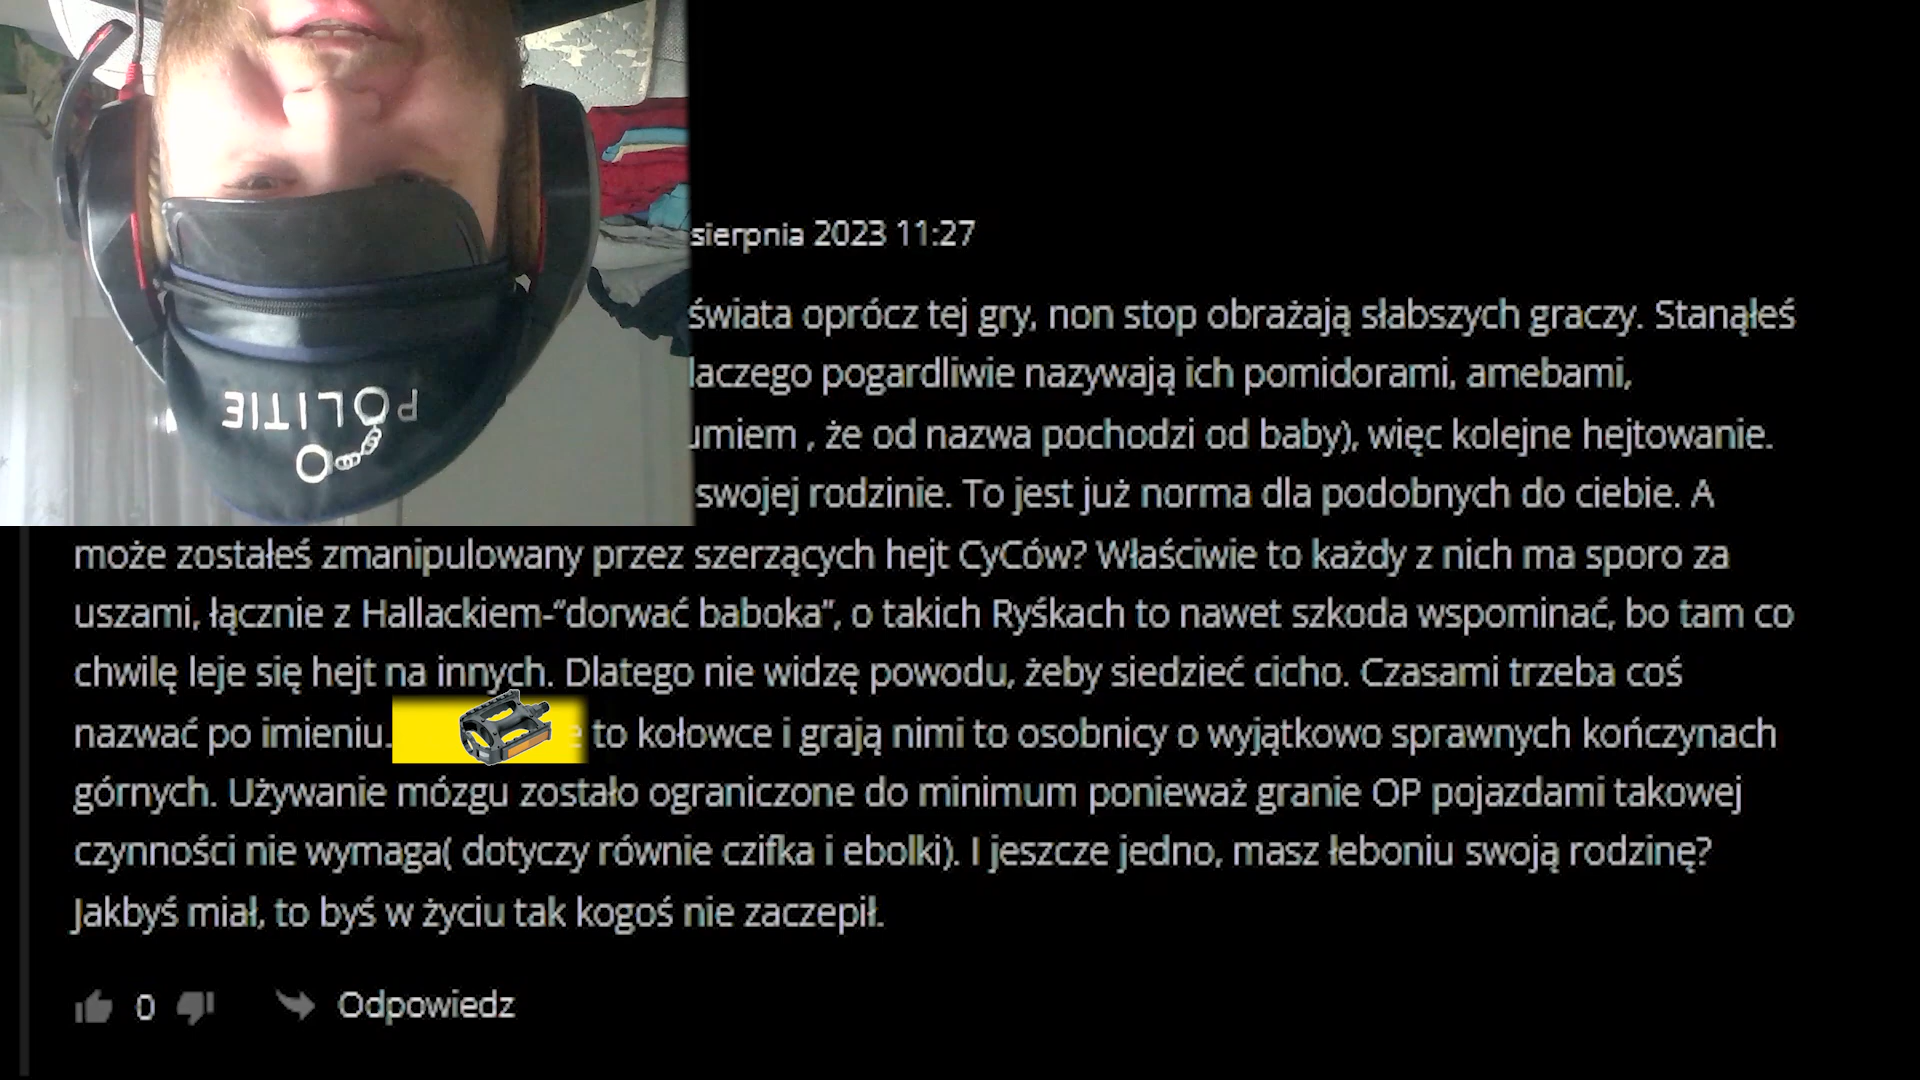 POLITIE
sierpnia 2023 11:27
świata oprócz tej gry, non stop obrażają słabszych graczy. Stanąłeś
laczego pogardliwie nazywają ich pomidorami, amebami,
umiem , że od nazwa pochodzi od baby), więc kolejne hejtowanie.
swojej rodzinie. To jest już norma dla podobnych do ciebie. A
może zostałeś zmanipulowany przez szerzących hejt CyCów? Właściwie to każdy z nich ma sporo za
uszami, łącznie z Hallackiem-“dorwać baboka”, o takich Ryśkach to nawet szkoda wspominać, bo tam co
chwilę leje się hejt na innych. Dlatego nie widzę powodu, żeby siedzieć cicho. Czasami trzeba coś
nazwać po imieniu. to kołowce i grają nimi to osobnicy o wyjątkowo sprawnych kończynach
górnych. Używanie mózgu zostało ograniczone do minimum ponieważ granie OP pojazdami takowej
czynności nie wymaga( dotyczy równie czifka i ebolki). I jeszcze jedno, masz łeboniu swoją rodzinę?
Jakbyś miał, to byś w życiu tak kogoś nie zaczepił.
0 Odpowiedz